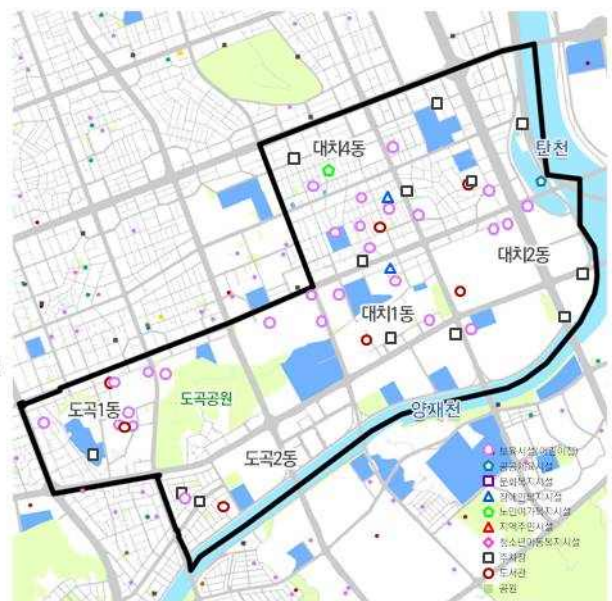 대치4동
탄천
대치2동
대치1동
도곡공원
도곡1동
양재천
도곡2동
보육시설(어린이집)
공공체육시설
문화복지시설
장애인복지시설
노인여가복지시설
지역주민시설
청소년아동복지시설
주차장
도서관
공원